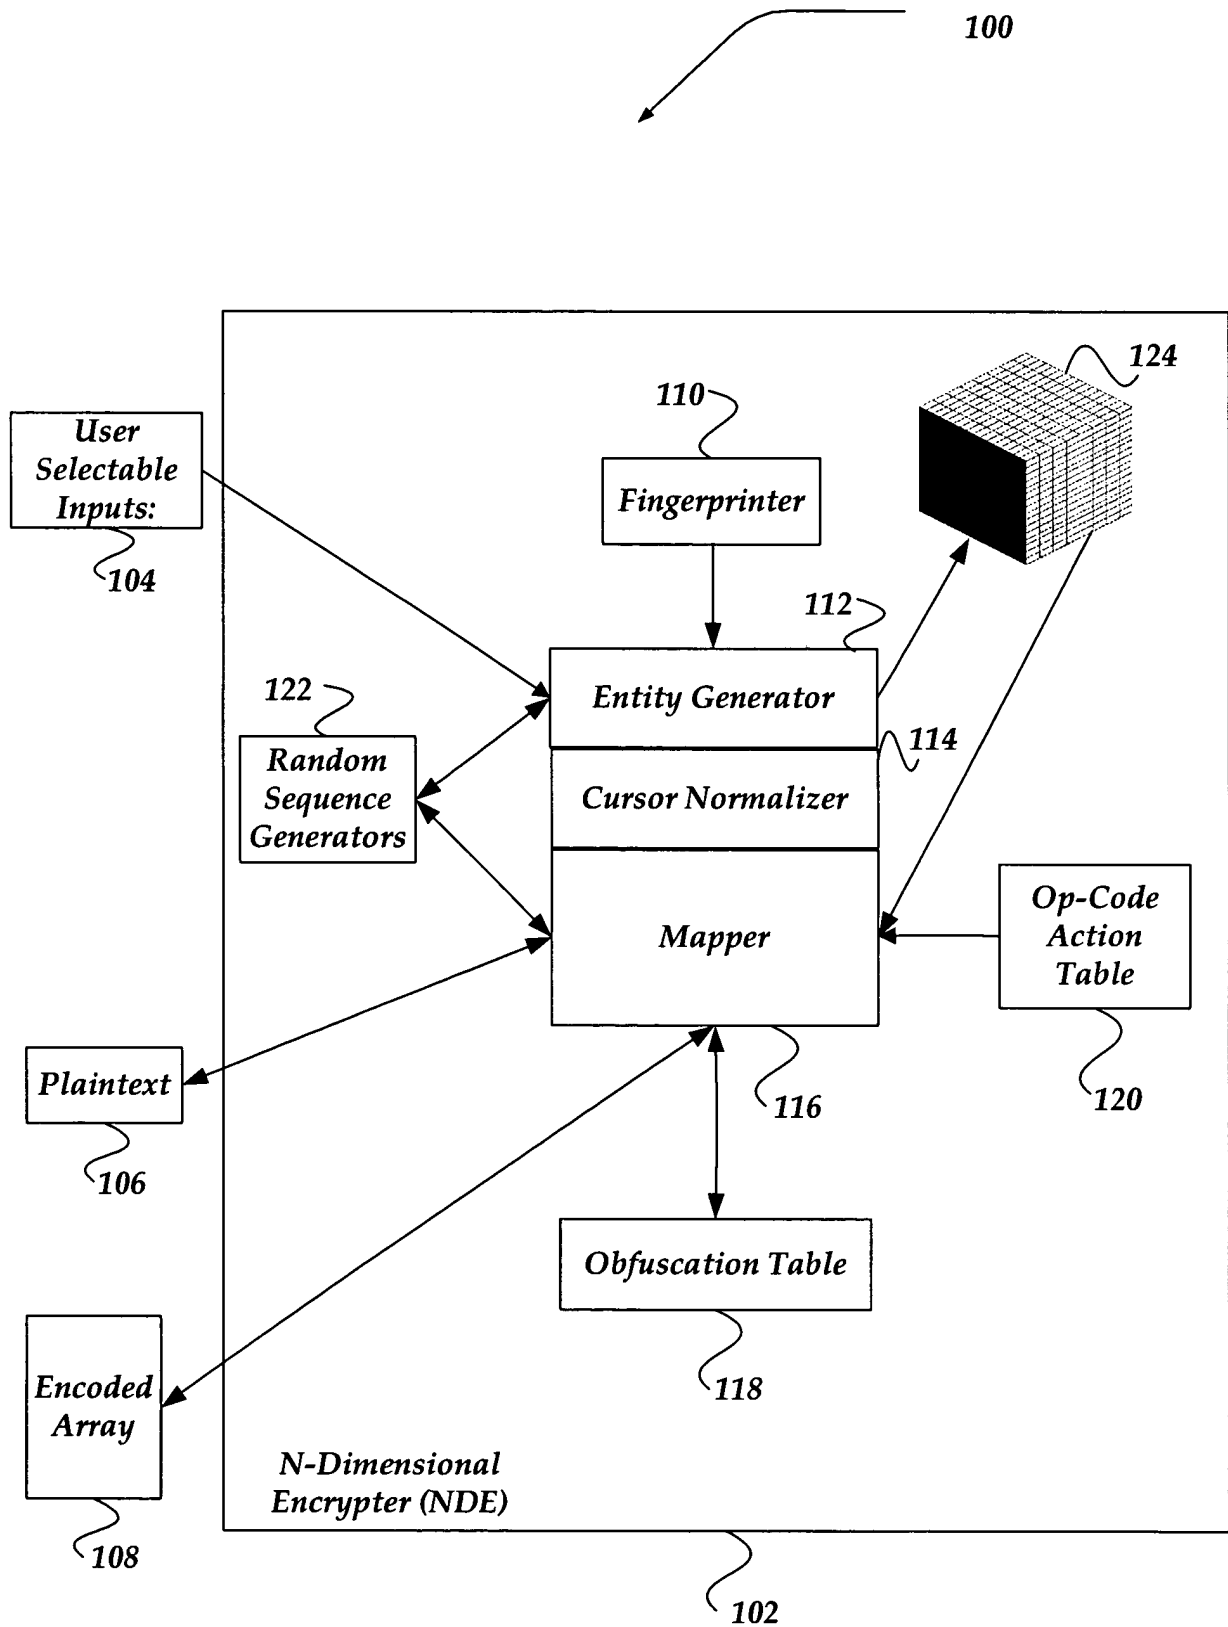 100
124
110
User
Selectable
Inputs:
Fingerprinter
104
112
Entity Generator
122
114
Random
Sequence
Generators
Cursor Normalizer
Op-Code
Action
Table
Mapper
Plaintext
116
120
106
Obfuscation Table
118
Encoded
Array
N-Dimensional
Encrypter (NDE)
108
102